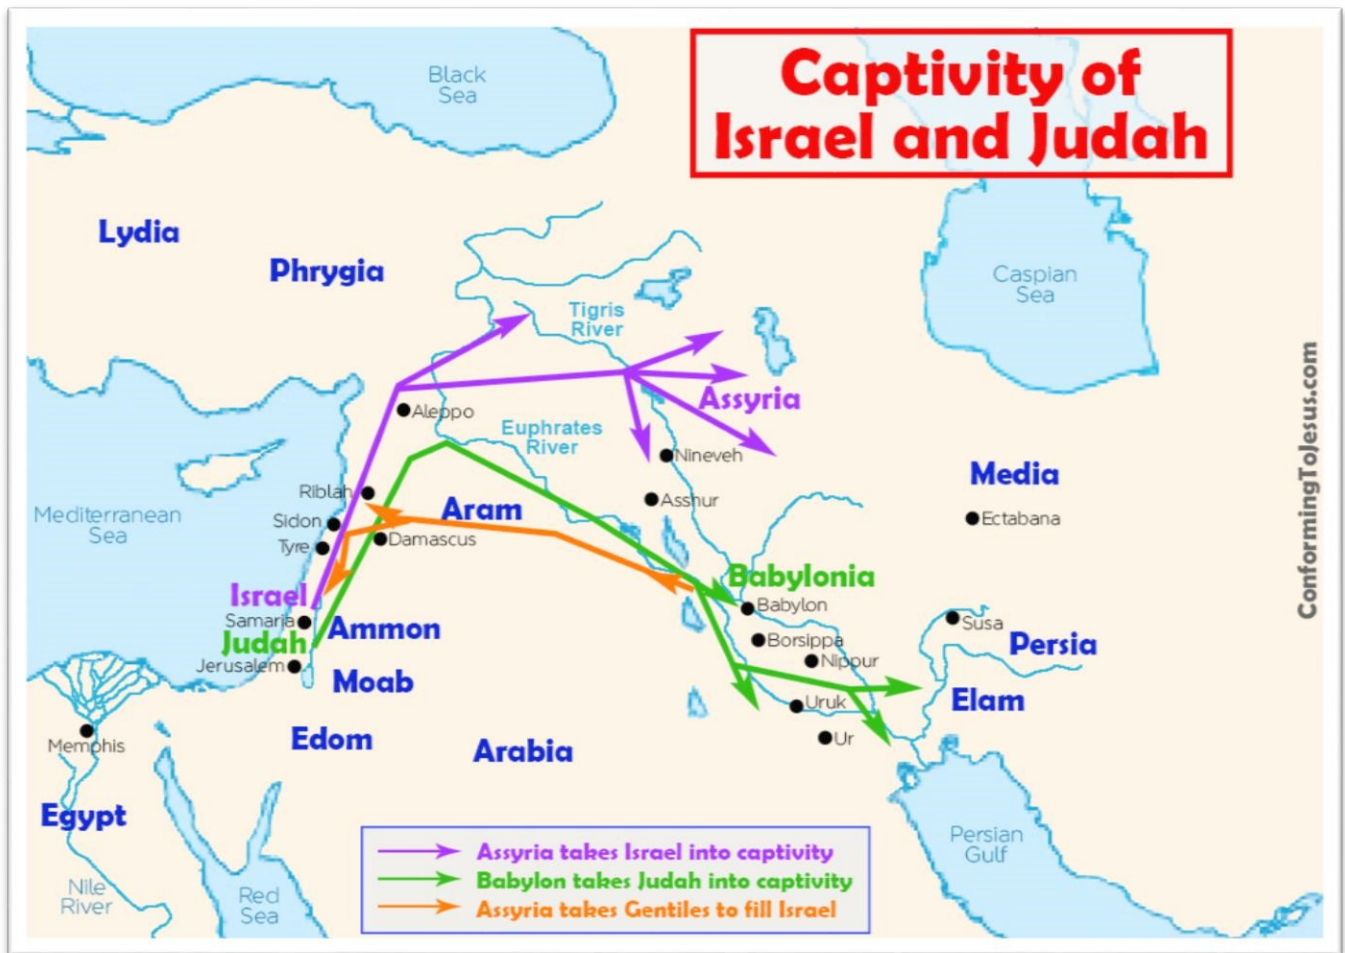 Captivity of
Israel and Judah
Black
Sea
Lydia
Phrygia
Caspian
Sea
Tigris
River
Assyria
Aleppo
Euphrates
River
Nineveh
Media
Riblah
Asshur
Aram
Mediterranean
Sea
Sidon
Ectabana
Tyre
Damascus
Babylonia
Israel
Babylon
Samaria
Ammon
Susa
Judah
Borsippa
Persia
Jerusalem
Nippur
Moab
Elam
Uruk
Memphis
Edom
Arabia
Ur
Egypt
Persian
Gulf
Nile
River
Red
Sea
Assyria takes Israel into captivity
Babylon takes Judah into captivity
Assyria takes Gentiles to fill Israel
ConformingToJesus.com